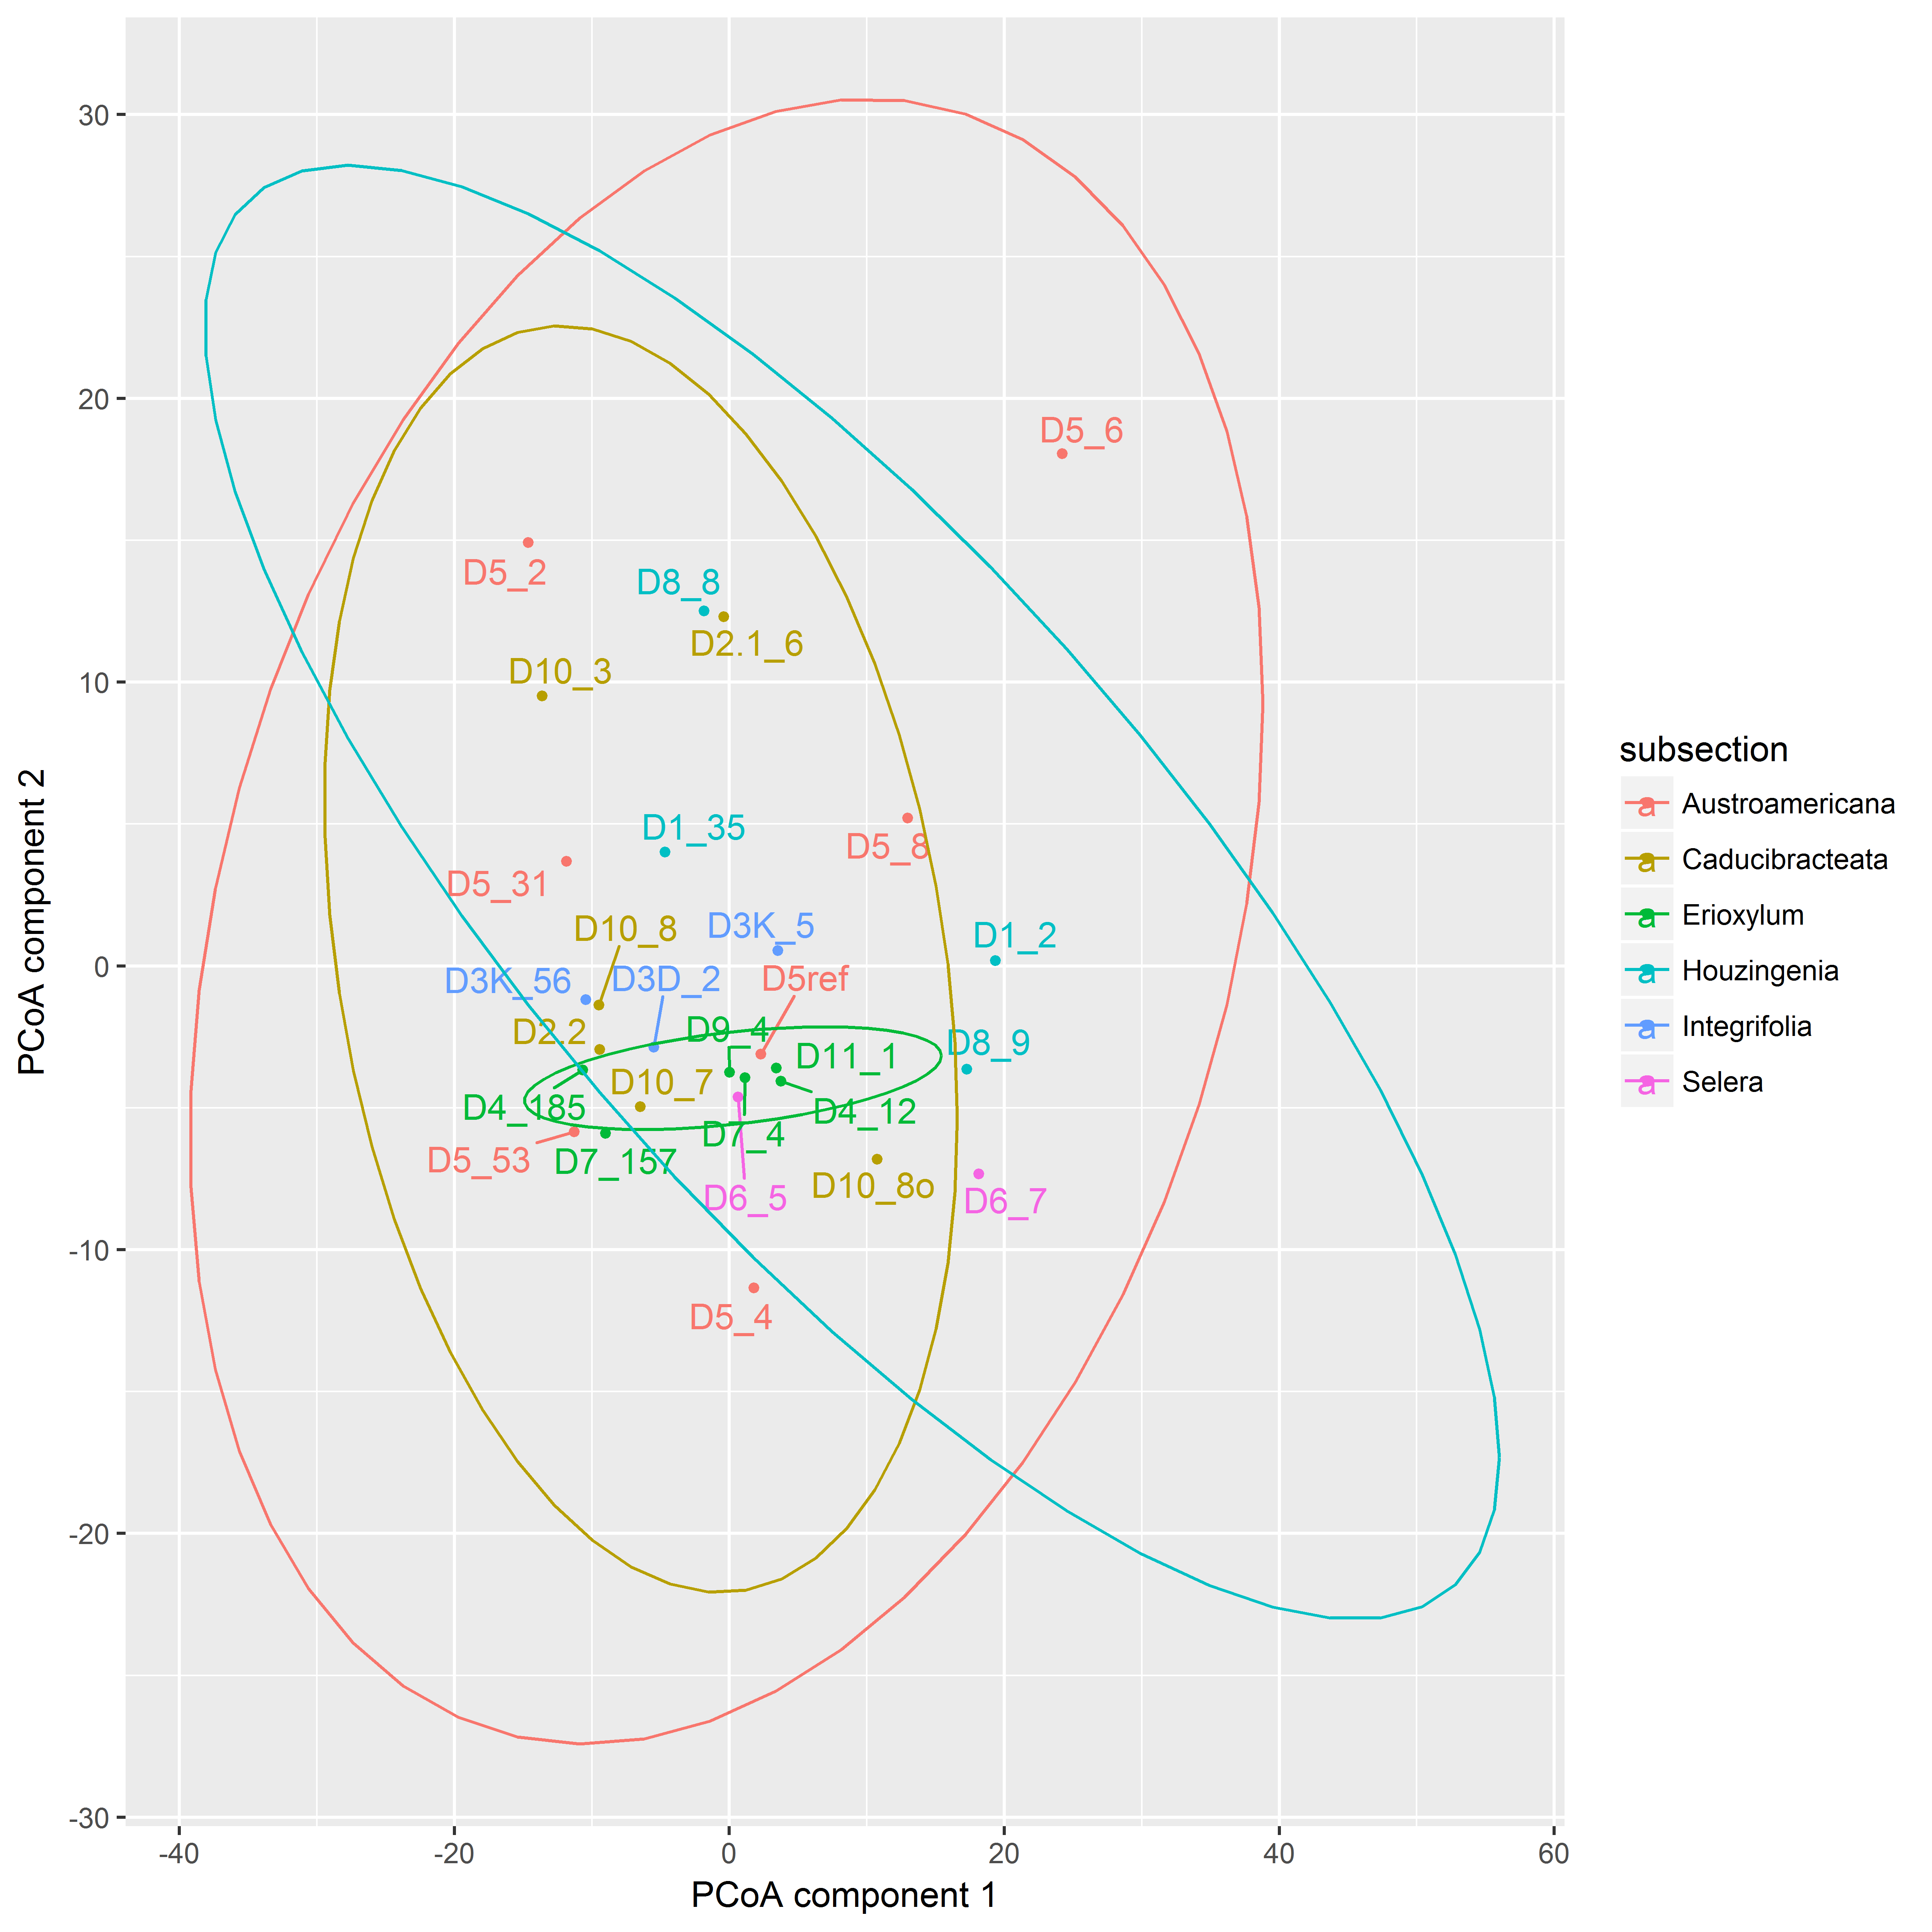 30
20
10
0
-10
-20
-30
-40
-20
0
20
40
60
PCoA component 2
PCoA component 1
D5_6
D5_2
D8_8
D2.1_6
D10_3
D1_35
D5_8
D5_31
D10_8
D3K_5
D1_2
D3K_56
D3D_2
D5ref
D2.2
D9_4
D11_1
D8_9
D10_7
D4_185
D4_12
D7_4
D5_53
D7_157
D6_5
D10_8o
D6_7
D5_4
subsection
a Austroamericana
a Caducibracteata
a Erioxylum
a Houzingenia
a Integrifolia
a Selera